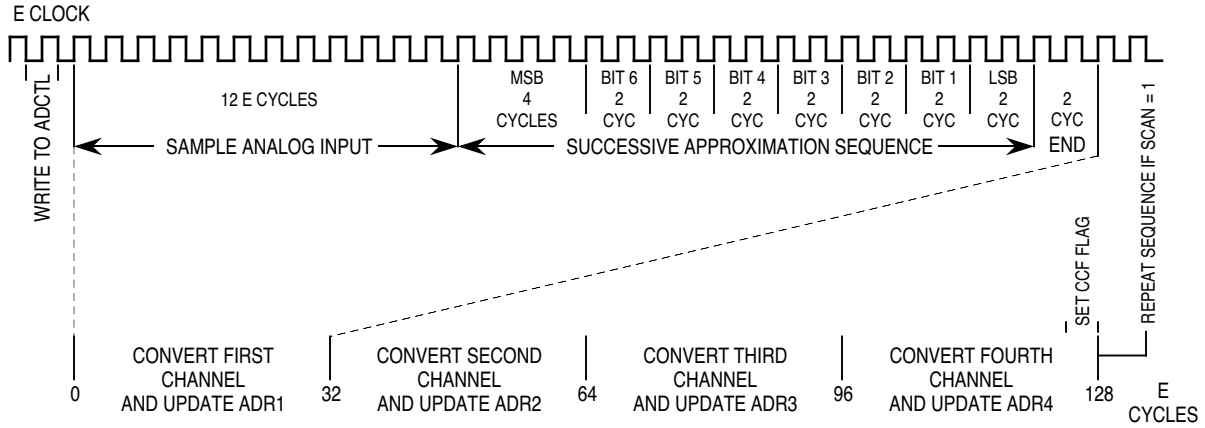 E CLOCK
WRITE TO ADCTL
12 E CYCLES
SAMPLE ANALOG INPUT
MSB
4
CYCLES
BIT 6
2
CYC
BIT 5
2
CYC
BIT 4
2
CYC
BIT 3
2
CYC
BIT 2
2
CYC
BIT 1
2
CYC
LSB
2
CYC
SUCCESSIVE APPROXIMATION SEQUENCE
2
CYC
END
REPEAT SEQUENCE IF SCAN = 1
SET CCF FLAG
0
CONVERT FIRST
CHANNEL
AND UPDATE ADR1
32
CONVERT SECOND
CHANNEL
AND UPDATE ADR2
64
CONVERT THIRD
CHANNEL
AND UPDATE ADR3
96
CONVERT FOURTH
CHANNEL
AND UPDATE ADR4
128
E
CYCLES